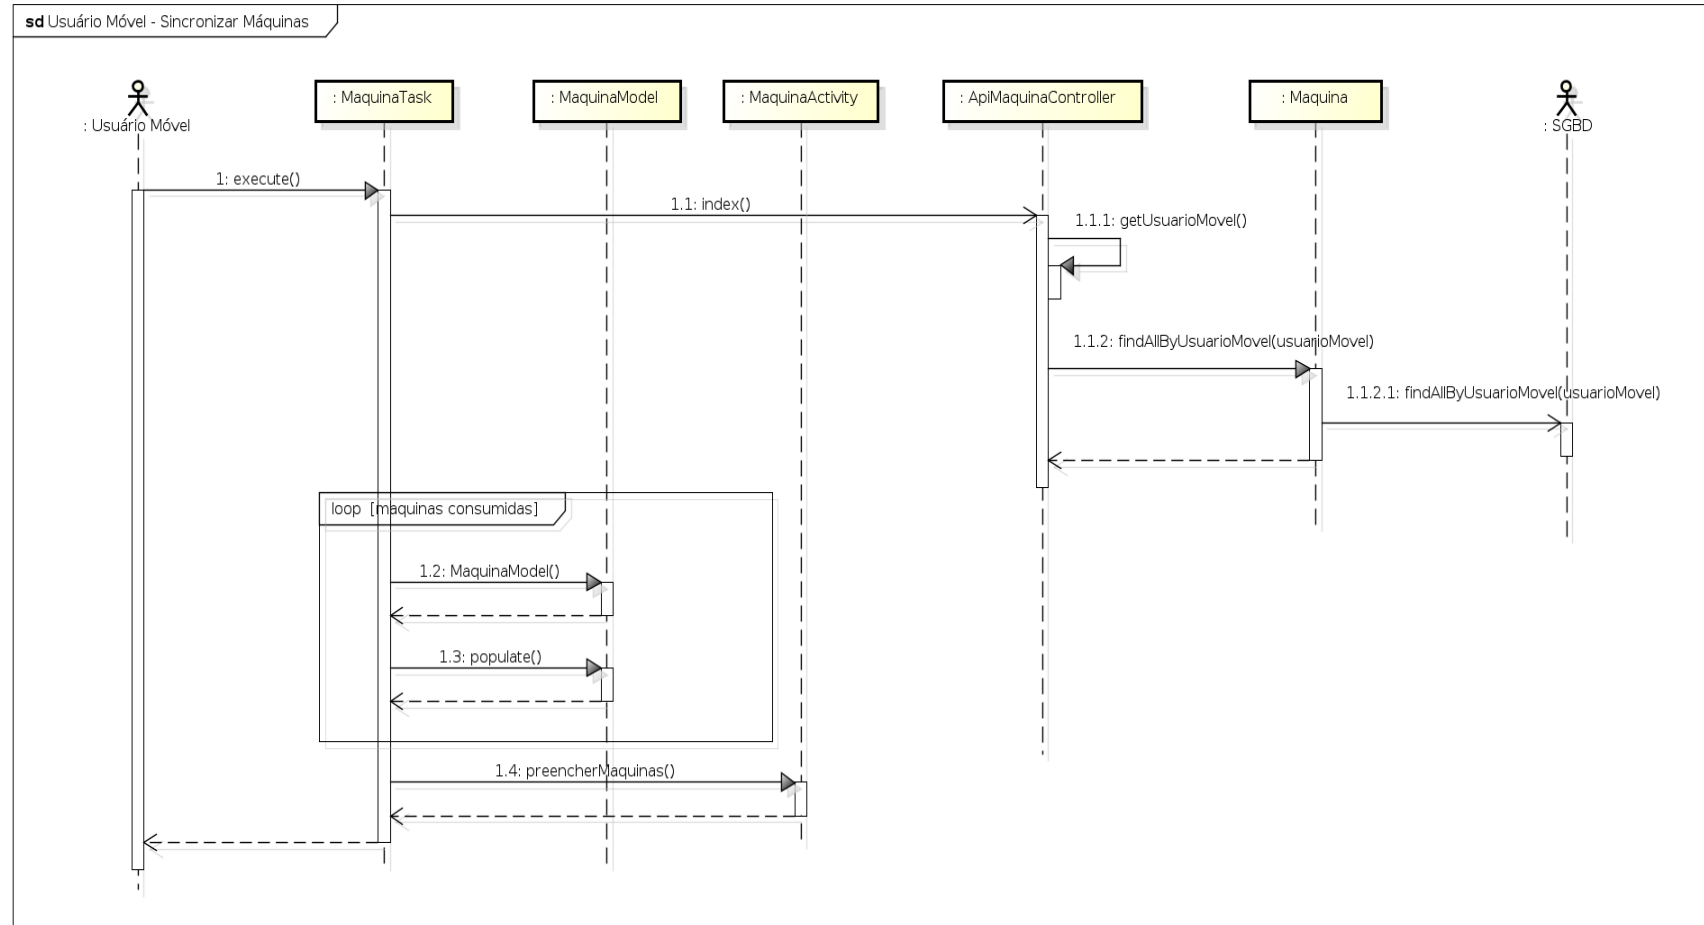 sd Usuário Móvel - Sincronizar Máquinas
: Usuário Móvel
: MaquinaTask
: MaquinaModel
: MaquinaActivity
: ApiMaquinaController
: Maquina
: SGBD
1: execute()
1.1: index()
1.1.1: getUsuarioMovel()
1.1.2: findAllByUsuarioMovel(usuarioMovel)
1.1.2.1: findAllByUsuarioMovel(usuarioMovel)
loop [maquinas consumidas]
1.2: MaquinaModel()
1.3: populate()
1.4: preencherMaquinas()